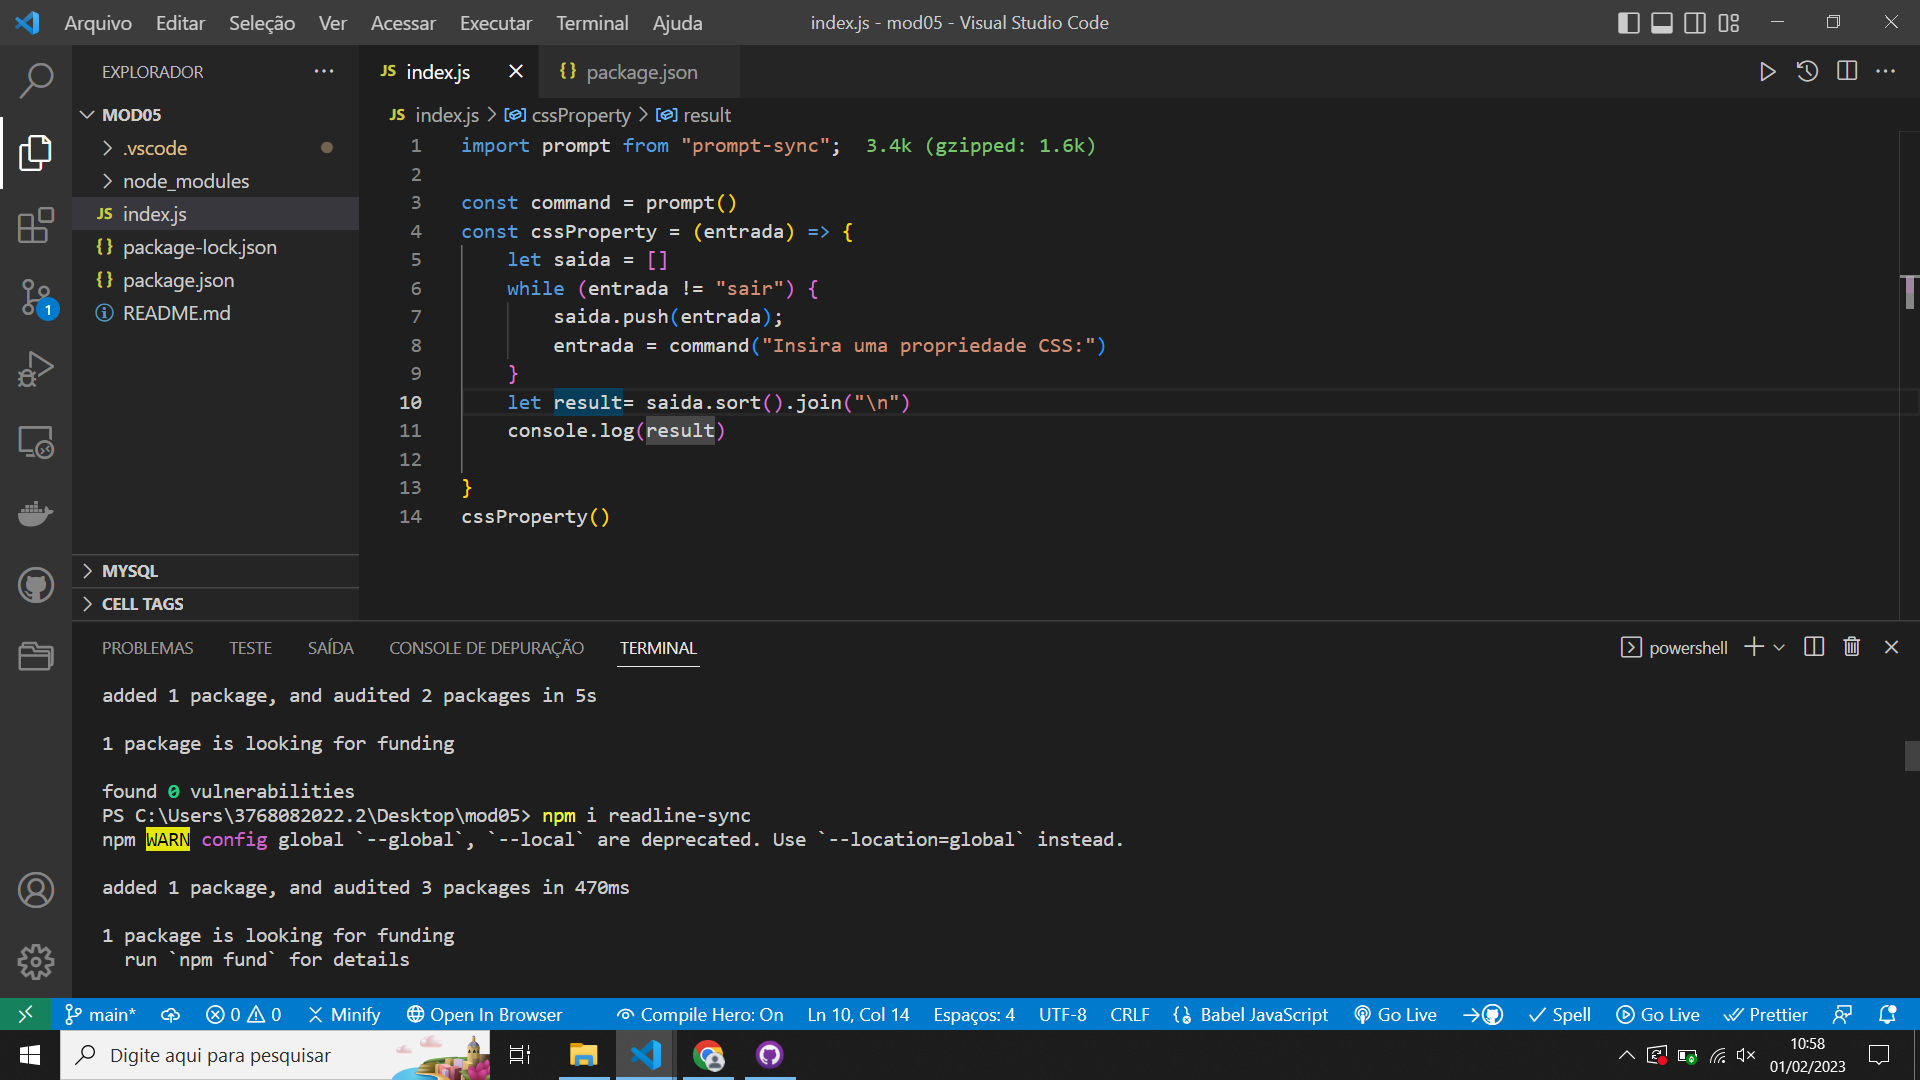 Arquivo Editar Seleção Ver Acessar Executar Terminal Ajuda
index.js - mod05 - Visual Studio Code
EXPLORADOR
MOD05
.vscode
node_modules
JS index.js
{} package-lock.json
{} package.json
README.md
MYSQL
CELL TAGS
1
JS index.js
{} package.json
JS index.js > cssProperty > result
1 import prompt from "prompt-sync"; 3.4k (gzipped: 1.6k)
2
3 const command = prompt()
4 const cssProperty = (entrada) => {
5 let saida = []
6 while (entrada != "sair") {
7 saida.push(entrada);
8 entrada = command("Insira uma propriedade CSS:")
9 }
10 let result= saida.sort().join("\n")
11 console.log(result)
12
13 }
14 cssProperty()
PROBLEMAS TESTE SAÍDA CONSOLE DE DEPURAÇÃO TERMINAL
powershell
added 1 package, and audited 2 packages in 5s
1 package is looking for funding
found 0 vulnerabilities
PS C:\Users\3768082022.2\Desktop\mod05> npm i readline-sync
npm WARN config global `--global`, `--local` are deprecated. Use `--location=global` instead.
added 1 package, and audited 3 packages in 470ms
1 package is looking for funding
run `npm fund` for details
main* 0 0 Minify Open In Browser Compile Hero: On Ln 10, Col 14 Espaços: 4 UTF-8 CRLF Babel JavaScript Go Live Spell Go Live Prettier
Digite aqui para pesquisar
10:58
01/02/2023